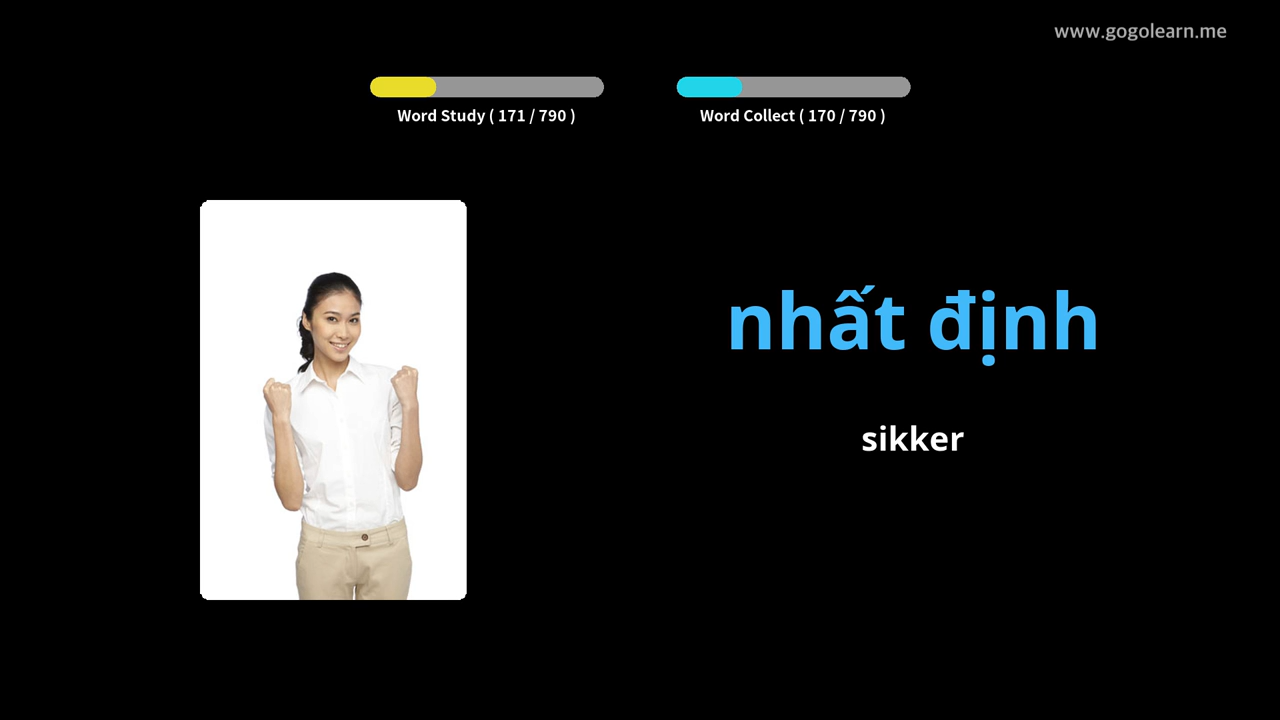 www.gogolearn.me
Word Study ( 171 / 790 )
Word Collect ( 170 / 790 )
nhất định
sikker